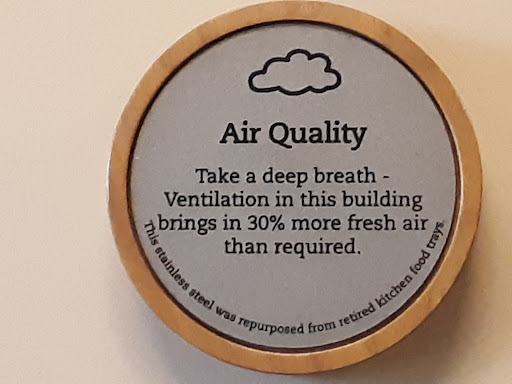 Air Quality
Take a deep breath -
Ventilation in this building
brings in 30% more fresh air
than required.
This stainless steel was repurposed from retired kitchen food trays.